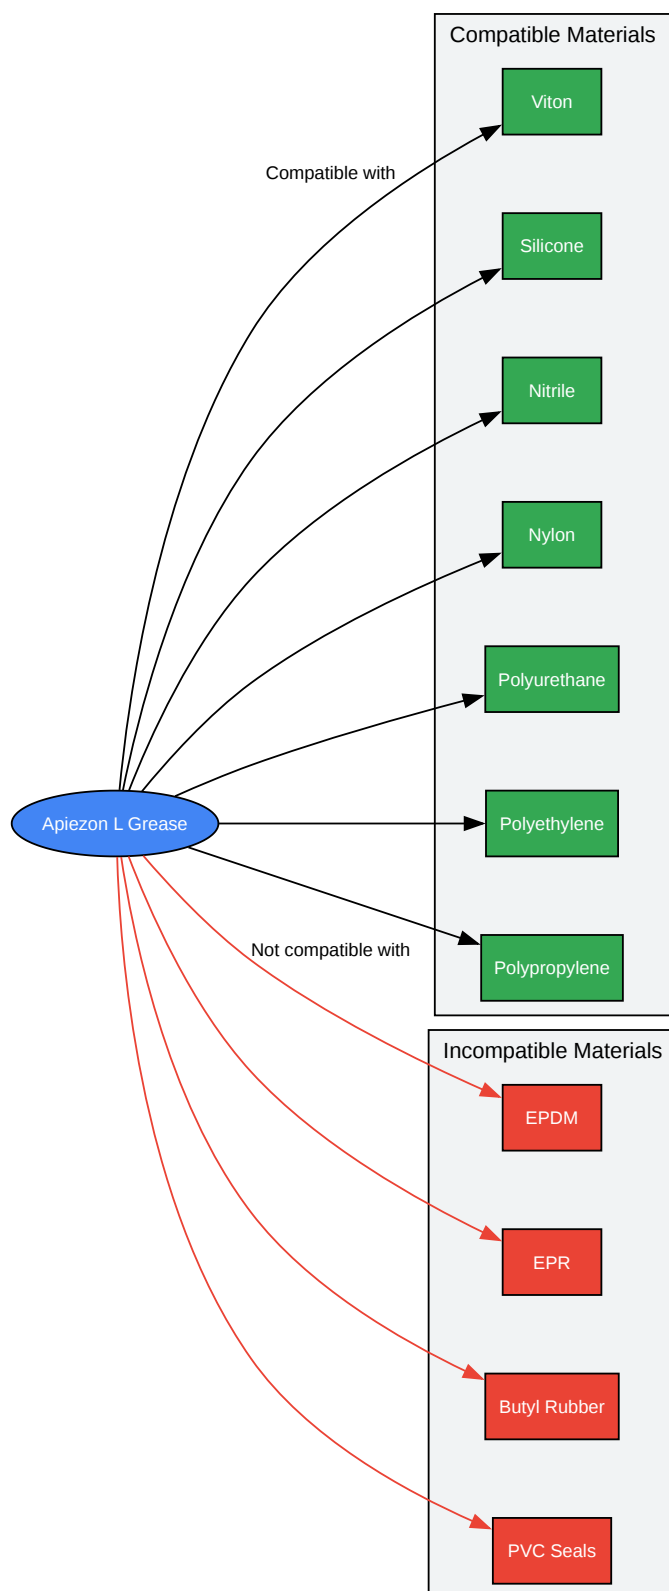 Compatible Materials
Viton
Compatible with
Silicone
Nitrile
Nylon
Polyurethane
Apiezon L Grease
Polyethylene
Not compatible with
Polypropylene
Incompatible Materials
EPDM
EPR
Butyl Rubber
PVC Seals